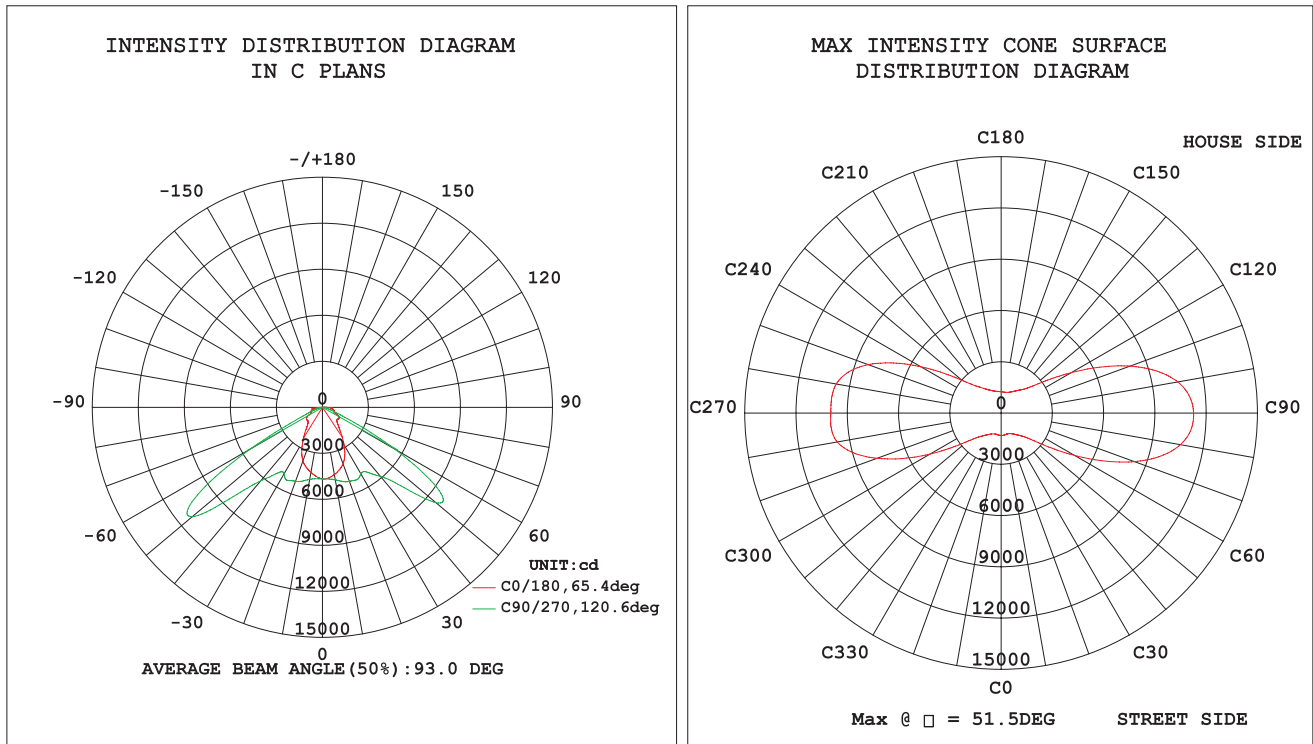 INTENSITY DISTRIBUTION DIAGRAM
IN C PLANS
-/+180
-150
150
-120
120
-90
0
90
3000
6000
-60
60
9000
UNIT:cd
12000
C0/180,65.4deg
C90/270,120.6deg
-30
15000
30
0
AVERAGE BEAM ANGLE(50%):93.0 DEG
MAX INTENSITY CONE SURFACE
DISTRIBUTION DIAGRAM
C180
HOUSE SIDE
C210
C150
C240
C120
C270
0
C90
3000
6000
C300
9000
C60
12000
C330
15000
C30
C0
Max @ □ = 51.5DEG
STREET SIDE